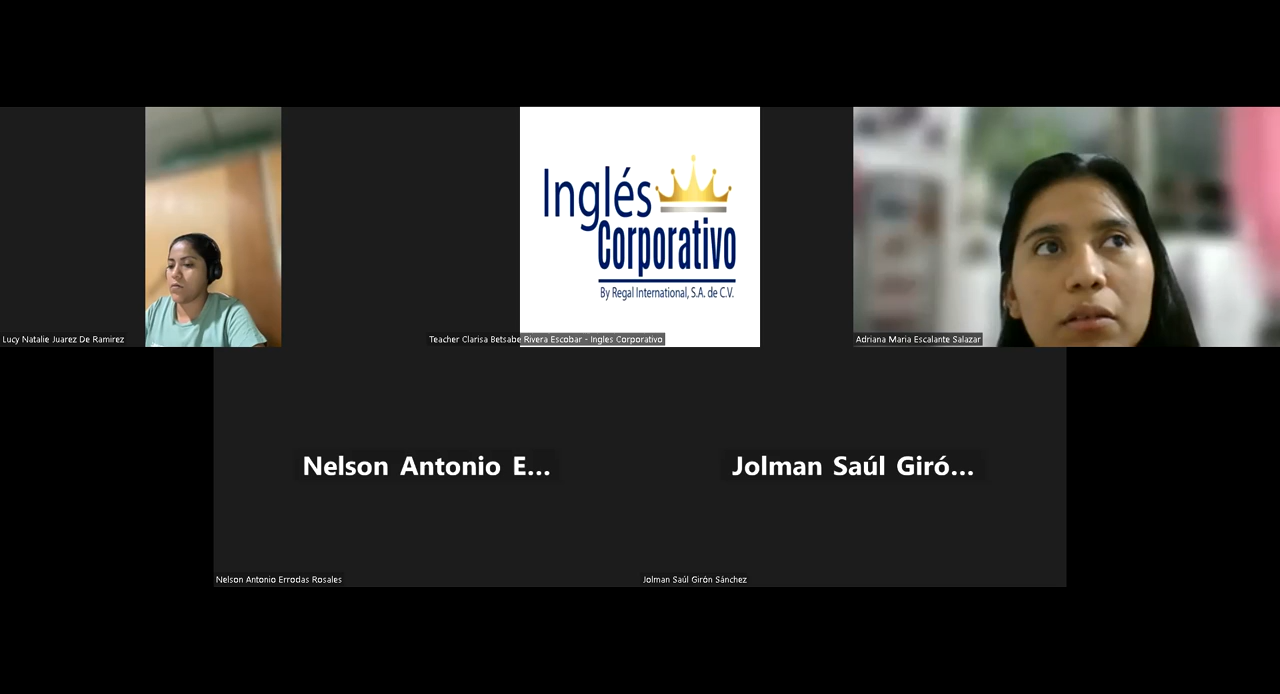 Inglés
Corporativo
By Regal International, S.A. de C.V.
Lucy Natalie Juarez De Ramirez
Teacher Clarisa Betsabe Rivera Escobar - Ingles Corporativo
Adriana Maria Escalante Salazar
Nelson Antonio E...
Jolman Saúl Giró...
Nelson Antonio Errodas Rosales
Jolman Saúl Girón Sánchez